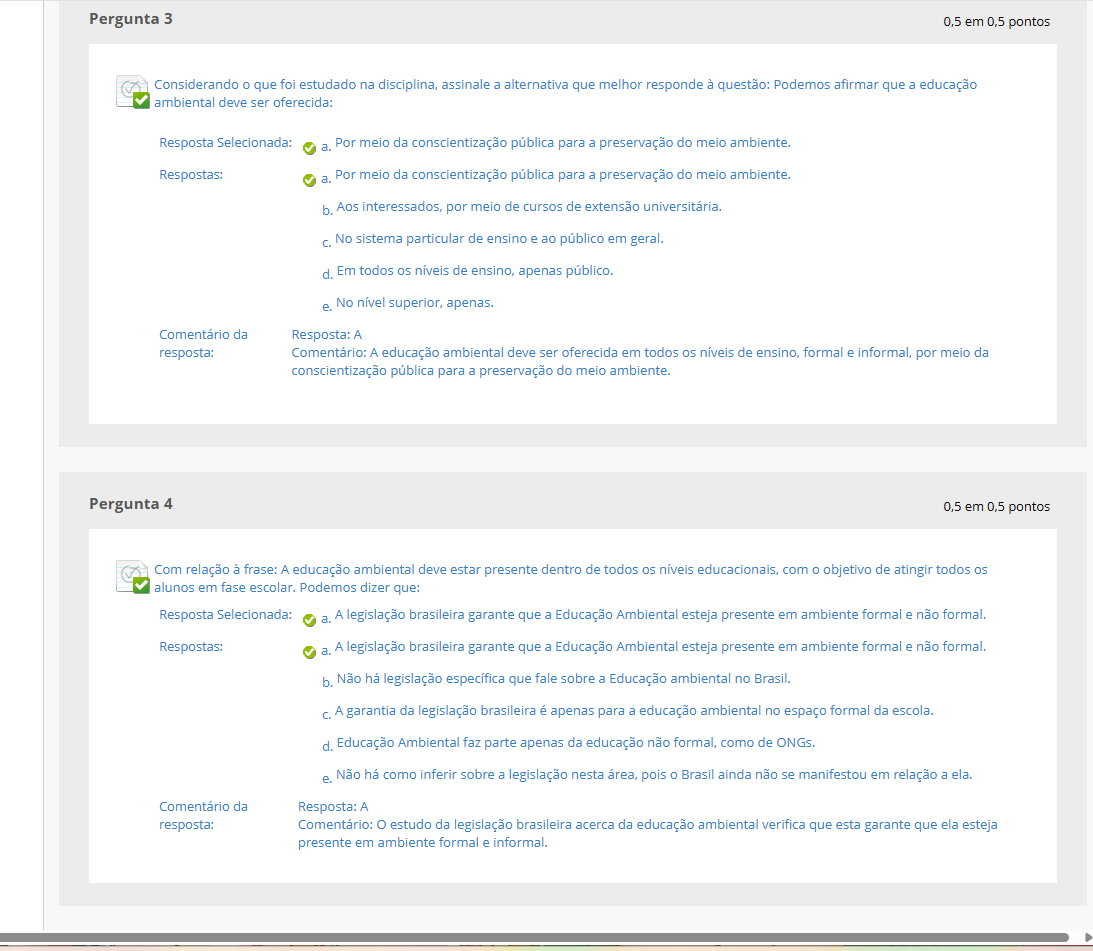 Pergunta 3
0,5 em 0,5 pontos
Considerando o que foi estudado na disciplina, assinale a alternativa que melhor responde à questão: Podemos afirmar que a educação
ambiental deve ser oferecida:
Resposta Selecionada: a. Por meio da conscientização pública para a preservação do meio ambiente.
Respostas: a. Por meio da conscientização pública para a preservação do meio ambiente.
b. Aos interessados, por meio de cursos de extensão universitária.
c. No sistema particular de ensino e ao público em geral.
d. Em todos os níveis de ensino, apenas público.
e. No nível superior, apenas.
Comentário da resposta:
Resposta: A
Comentário: A educação ambiental deve ser oferecida em todos os níveis de ensino, formal e informal, por meio da
conscientização pública para a preservação do meio ambiente.
Pergunta 4
0,5 em 0,5 pontos
Com relação à frase: A educação ambiental deve estar presente dentro de todos os níveis educacionais, com o objetivo de atingir todos os
alunos em fase escolar. Podemos dizer que:
Resposta Selecionada: a. A legislação brasileira garante que a Educação Ambiental esteja presente em ambiente formal e não formal.
Respostas: a. A legislação brasileira garante que a Educação Ambiental esteja presente em ambiente formal e não formal.
b. Não há legislação específica que fale sobre a Educação ambiental no Brasil.
c. A garantia da legislação brasileira é apenas para a educação ambiental no espaço formal da escola.
d. Educação Ambiental faz parte apenas da educação não formal, como de ONGs.
e. Não há como inferir sobre a legislação nesta área, pois o Brasil ainda não se manifestou em relação a ela.
Comentário da resposta:
Resposta: A
Comentário: O estudo da legislação brasileira acerca da educação ambiental verifica que esta garante que ela esteja
presente em ambiente formal e informal.